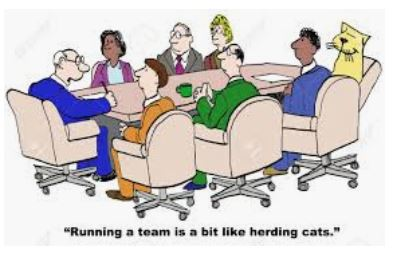 “Running a team is a bit like herding cats.”